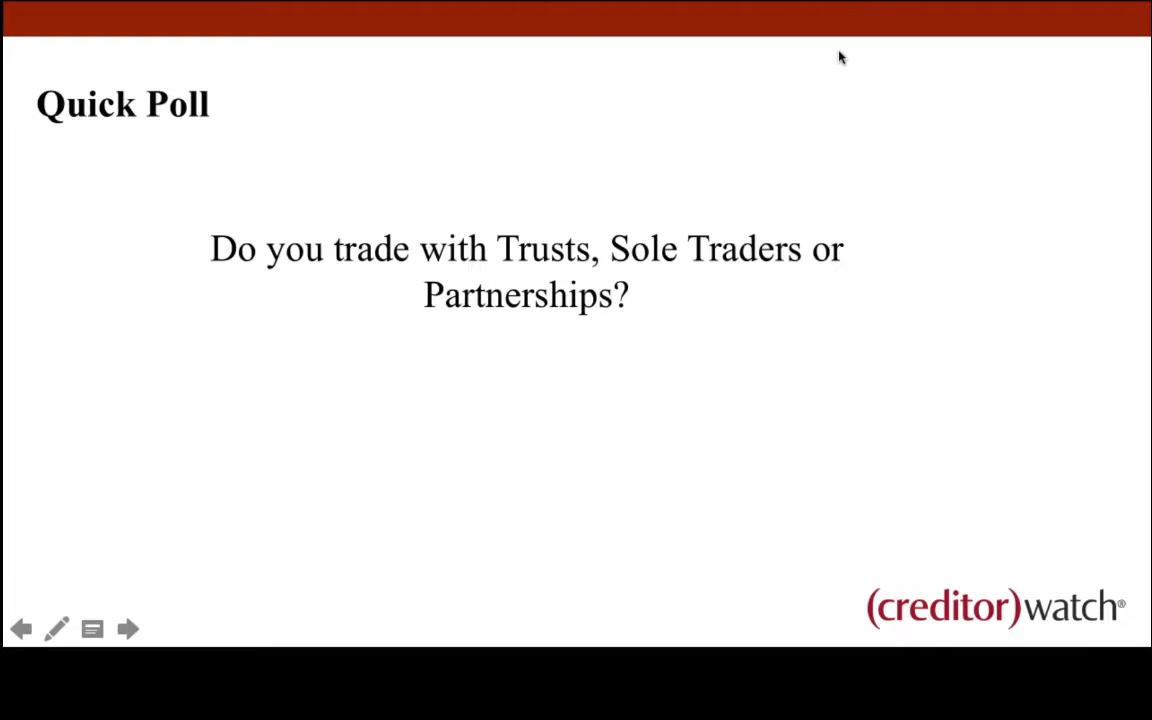 Quick Poll
Do you trade with Trusts, Sole Traders or
Partnerships?
(creditor)watch®